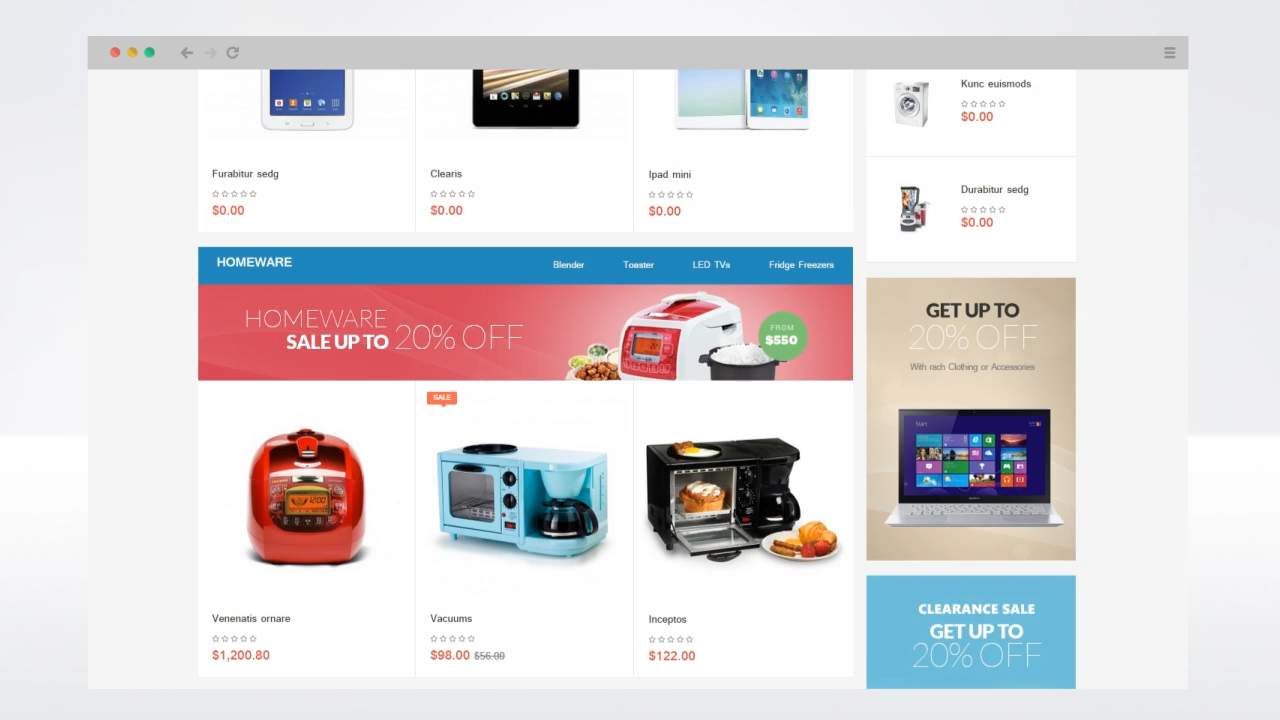 Kunc euismods
$0.00
Furabitur sedg
$0.00
Clearis
$0.00
Ipad mini
$0.00
Durabitur sedg
$0.00
HOMEWARE
Blender
Toaster
LED TVs
Fridge Freezers
HOMEWARE
SALE UP TO 20% OFF
FROM
$550
GET UP TO
20% OFF
With rach Clothing or Accessories
Start
SALE
12:00
Venenatis ornare
$1,200.80
Vacuums
$98.00 $56.00
Inceptos
$122.00
CLEARANCE SALE
GET UP TO
20% OFF